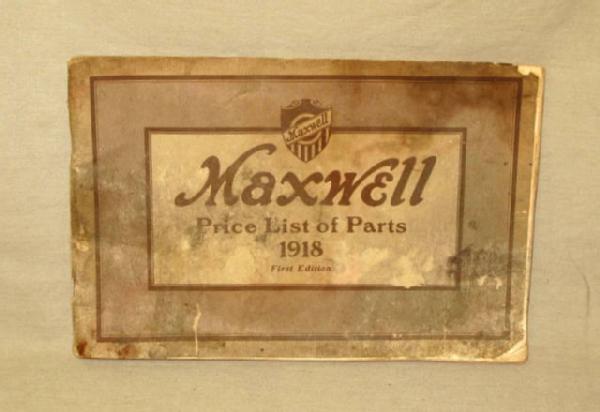 Maxwell
Maxwell
Price List of Parts
1918
First Edition